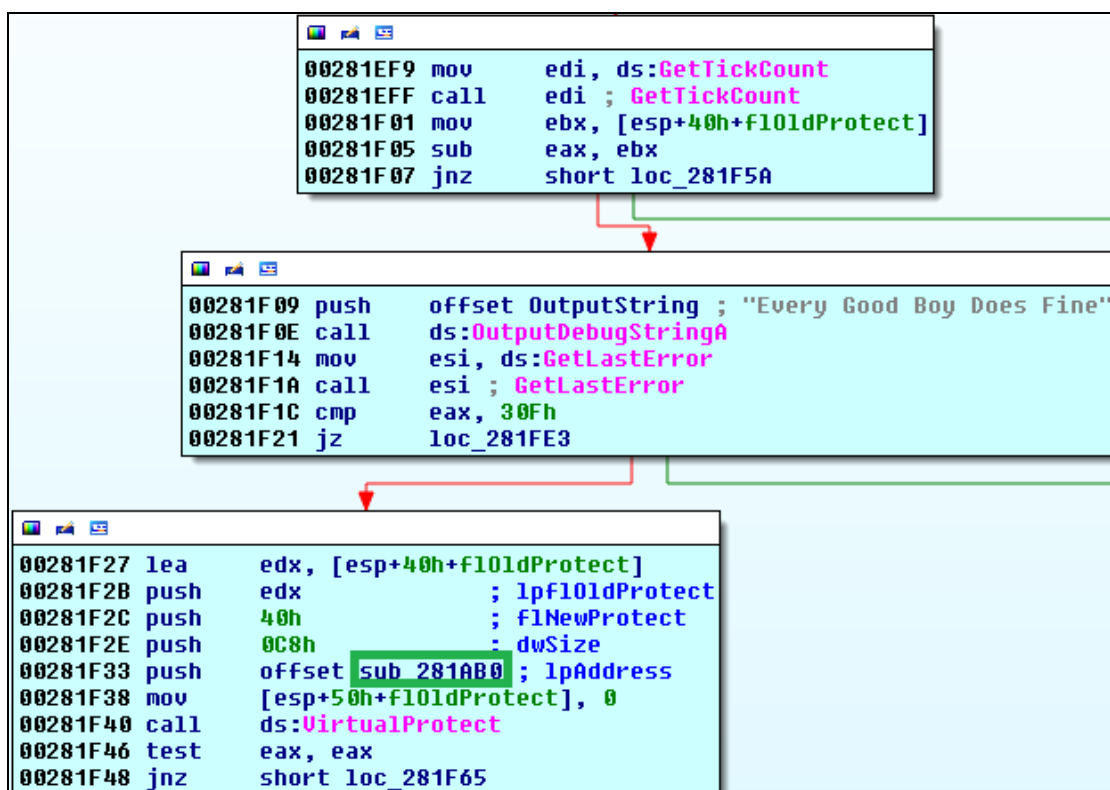 00281EF9 mov edi, ds:GetTickCount
00281EFF call edi ; GetTickCount
00281F01 mov ebx, [esp+40h+flOldProtect]
00281F05 sub eax, ebx
00281F07 jnz short loc_281F5A
00281F09 push offset OutputString ; "Every Good Boy Does Fine"
00281F0E call ds:OutputDebugStringA
00281F14 mov esi, ds:GetLastError
00281F1A call esi ; GetLastError
00281F1C cmp eax, 30Fh
00281F21 jz loc_281FE3
00281F27 lea edx, [esp+40h+flOldProtect]
00281F2B push edx ; lpflOldProtect
00281F2C push 40h ; flNewProtect
00281F2E push 0C8h ; dwSize
00281F33 push offset sub_281AB0 ; lpAddress
00281F38 mov [esp+50h+flOldProtect], 0
00281F40 call ds:VirtualProtect
00281F46 test eax, eax
00281F48 jnz short loc_281F65